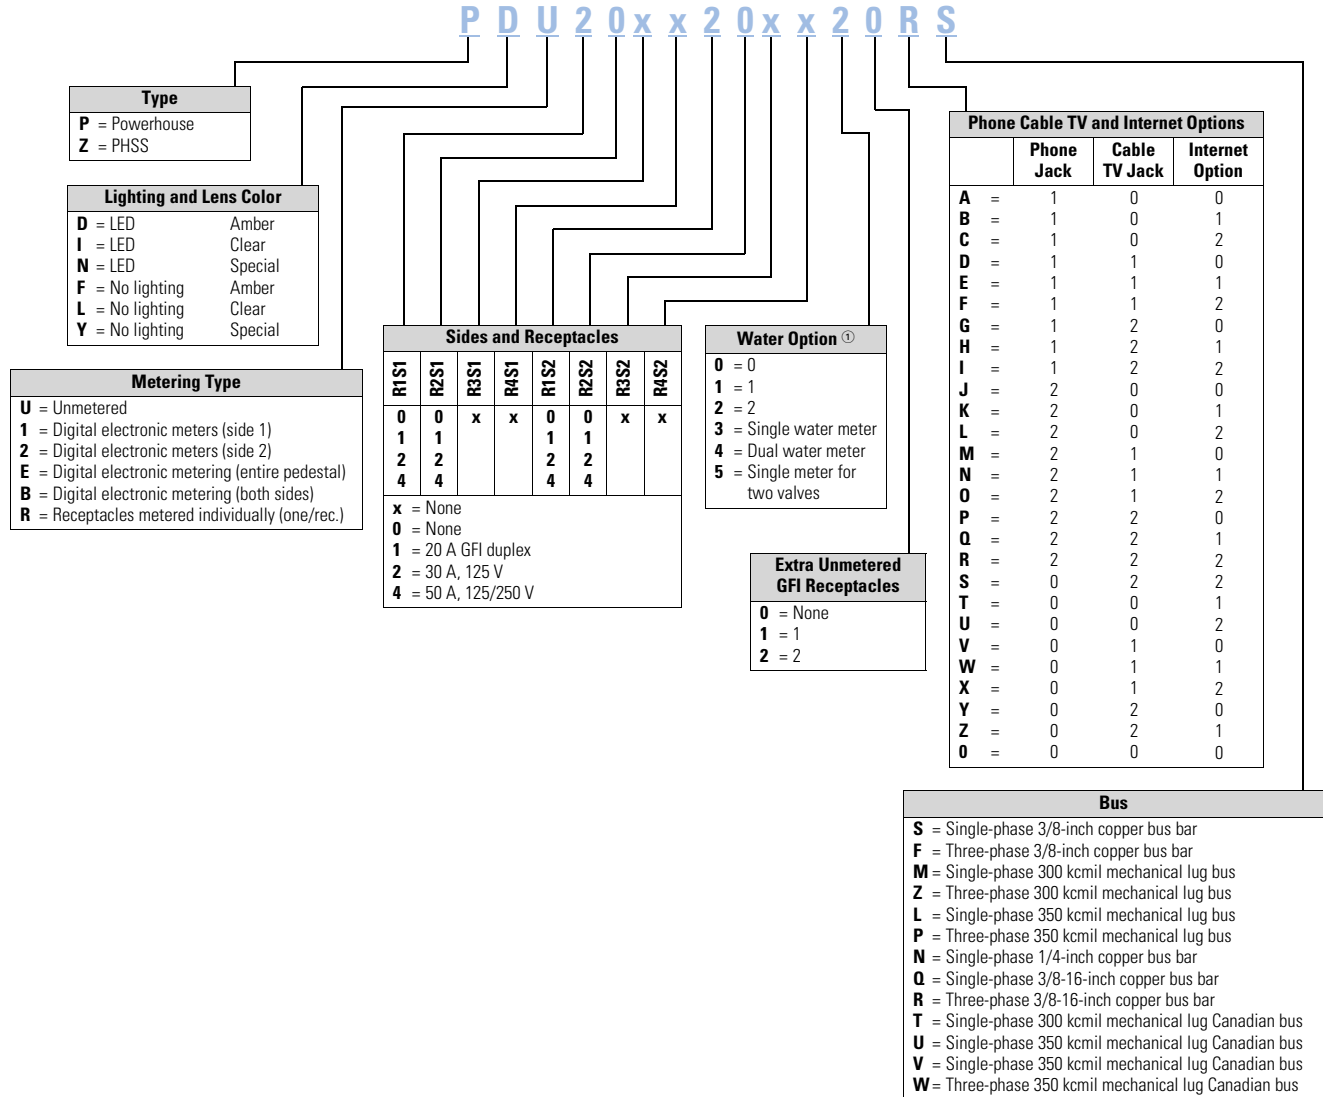 P D U 2 0 x x 2 0 x x 2 0 R S
Type
P = Powerhouse
Z = PHSS
Lighting and Lens Color
D = LED Amber
I = LED Clear
N = LED Special
F = No lighting Amber
L = No lighting Clear
Y = No lighting Special
Metering Type
U = Unmetered
1 = Digital electronic meters (side 1)
2 = Digital electronic meters (side 2)
E = Digital electronic metering (entire pedestal)
B = Digital electronic metering (both sides)
R = Receptacles metered individually (one/rec.)
Sides and Receptacles
R1S1 R2S1 R3S1 R4S1 R1S2 R2S2 R3S2 R4S2
0 0 x x 0 0 x x
1 1 1 1
2 2 2 2
4 4 4 4
x = None
0 = None
1 = 20 A GFI duplex
2 = 30 A, 125 V
4 = 50 A, 125/250 V
Water Option ①
0 = 0
1 = 1
2 = 2
3 = Single water meter
4 = Dual water meter
5 = Single meter for
two valves
Extra Unmetered
GFI Receptacles
0 = None
1 = 1
2 = 2
Phone Cable TV and Internet Options
Phone Cable Internet
Jack TV Jack Option
A = 1 0 0
B = 1 0 1
C = 1 0 2
D = 1 1 0
E = 1 1 1
F = 1 1 2
G = 1 2 0
H = 1 2 1
I = 1 2 2
J = 2 0 0
K = 2 0 1
L = 2 0 2
M = 2 1 0
N = 2 1 1
O = 2 1 2
P = 2 2 0
Q = 2 2 1
R = 2 2 2
S = 0 2 2
T = 0 0 1
U = 0 0 2
V = 0 1 0
W = 0 1 1
X = 0 1 2
Y = 0 2 0
Z = 0 2 1
0 = 0 0 0
Bus
S = Single-phase 3/8-inch copper bus bar
F = Three-phase 3/8-inch copper bus bar
M = Single-phase 300 kcmil mechanical lug bus
Z = Three-phase 300 kcmil mechanical lug bus
L = Single-phase 350 kcmil mechanical lug bus
P = Three-phase 350 kcmil mechanical lug bus
N = Single-phase 1/4-inch copper bus bar
Q = Single-phase 3/8-16-inch copper bus bar
R = Three-phase 3/8-16-inch copper bus bar
T = Single-phase 300 kcmil mechanical lug Canadian bus
U = Single-phase 350 kcmil mechanical lug Canadian bus
V = Single-phase 350 kcmil mechanical lug Canadian bus
W = Three-phase 350 kcmil mechanical lug Canadian bus